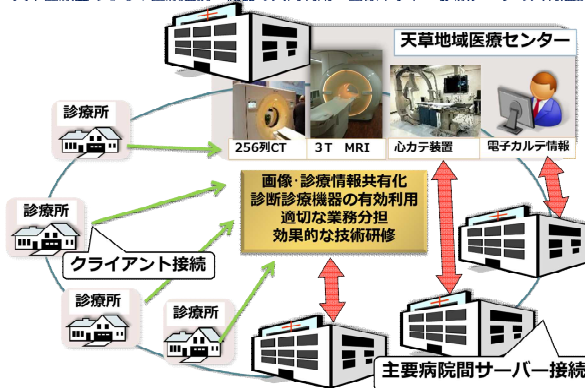 天草地域医療センター
256列CT
3T MRI
心カテ装置
電子カルテ情報
診療所
画像・診療情報共有化
診断診療機器の有効利用
適切な業務分担
効果的な技術研修
診療所
クライアント接続
診療所
診療所
主要病院間サーバー接続